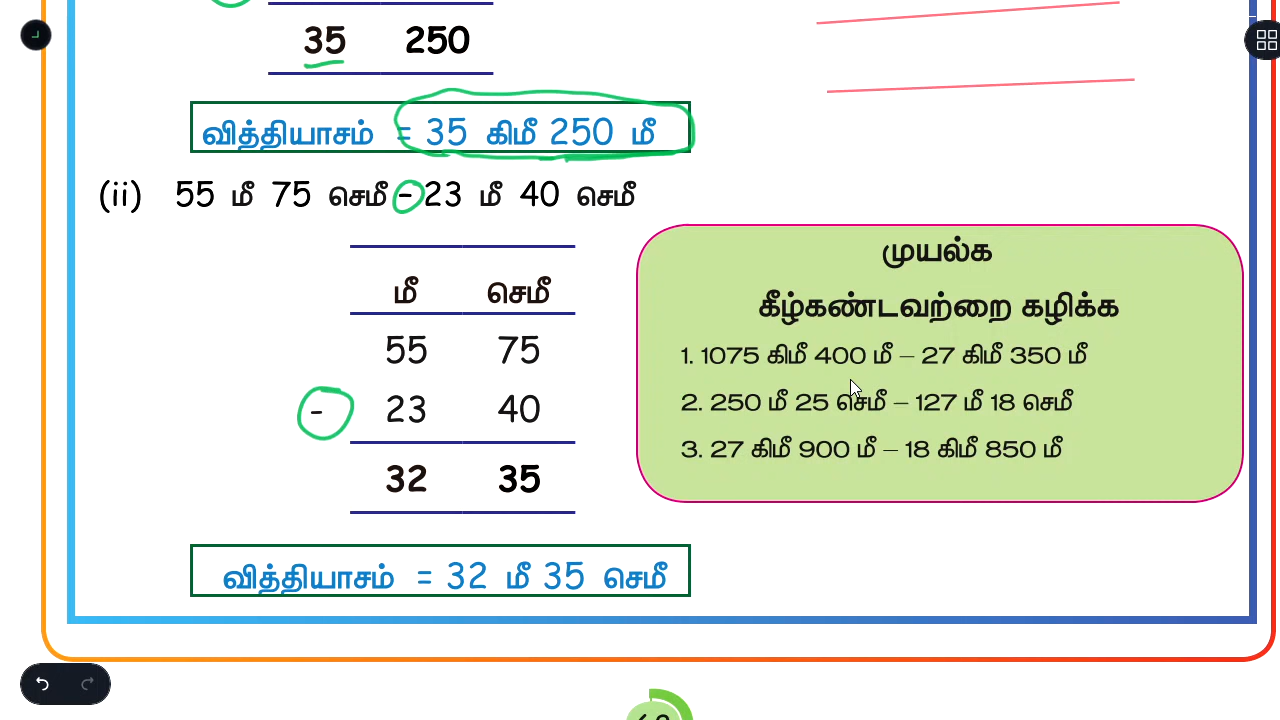 35 250
வித்தியாசம் = 35 கிமீ 250 மீ
(ii) 55 மீ 75 செமீ - 23 மீ 40 செமீ
மீ செமீ
55 75
- 23 40
32 35
வித்தியாசம் = 32 மீ 35 செமீ
முயல்க
கீழ்கண்டவற்றை கழிக்க
1. 1075 கிமீ 400 மீ – 27 கிமீ 350 மீ
2. 250 மீ 25 செமீ – 127 மீ 18 செமீ
3. 27 கிமீ 900 மீ – 18 கிமீ 850 மீ